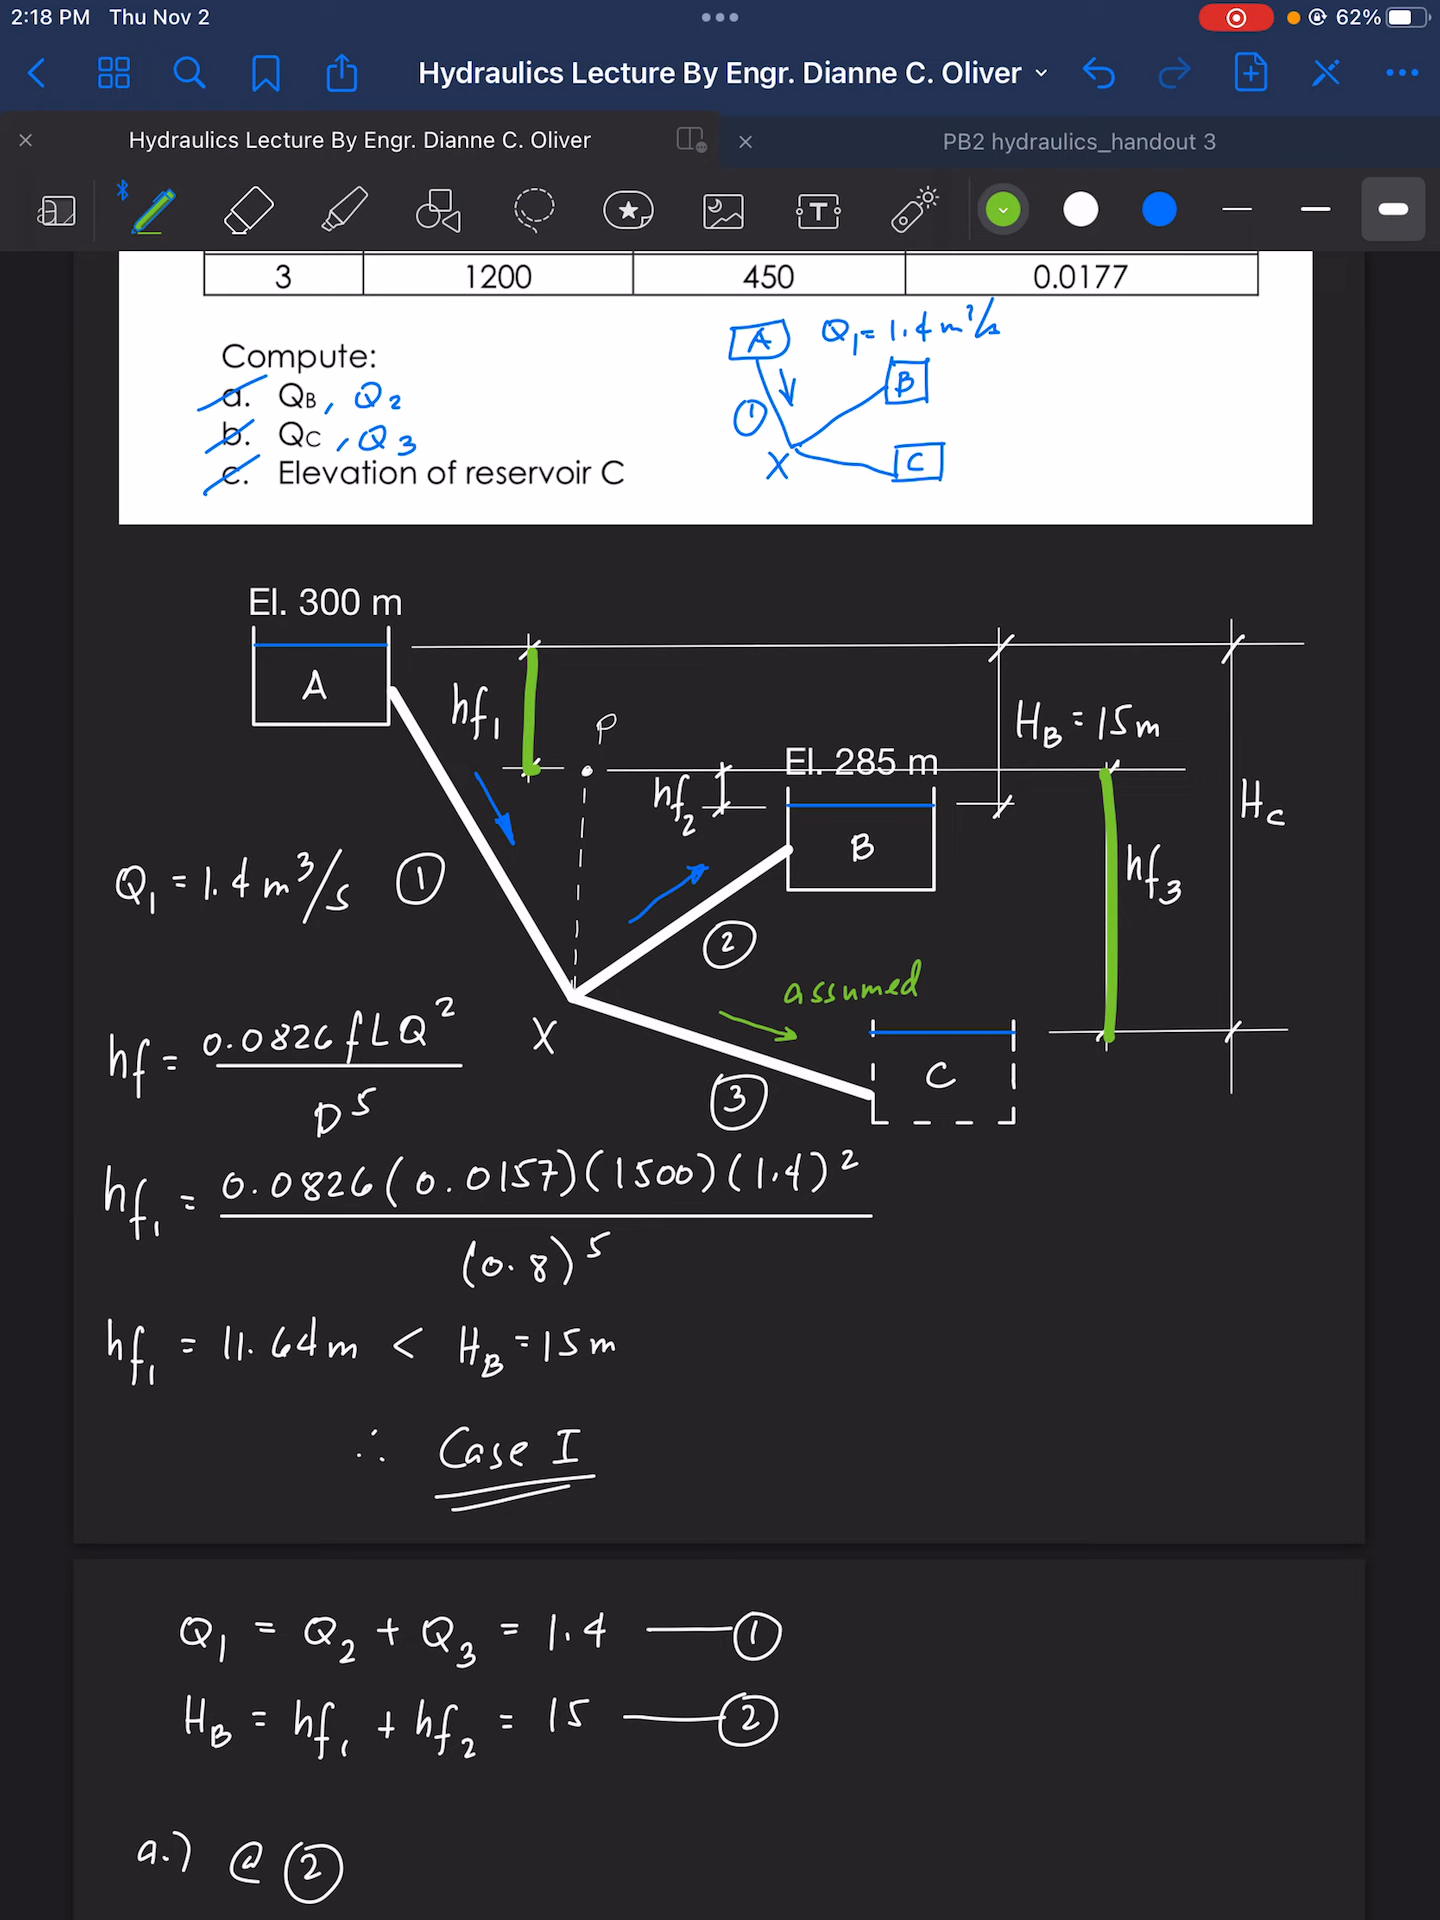 2:18 PM Thu Nov 2
62%
Hydraulics Lecture By Engr. Dianne C. Oliver
Hydraulics Lecture By Engr. Dianne C. Oliver
PB2 hydraulics_handout 3
3 1200 450 0.0177
Compute:
a. QB, Q2
b. QC, Q3
c. Elevation of reservoir C
A Q1 = 1.4 m³/s
B
1
X
C
El. 300 m
A
hf1
P
HB = 15m
El. 285 m
hf2
HC
B
hf3
Q1 = 1.4 m³/s 1
2
assumed
hf = 0.0826 fLQ² / D⁵
X
C
3
hf1 = 0.0826(0.0157)(1500)(1.4)² / (0.8)⁵
hf1 = 11.64m < HB = 15m
∴ Case I
Q1 = Q2 + Q3 = 1.4 — 1
HB = hf1 + hf2 = 15 — 2
a.) @ 2